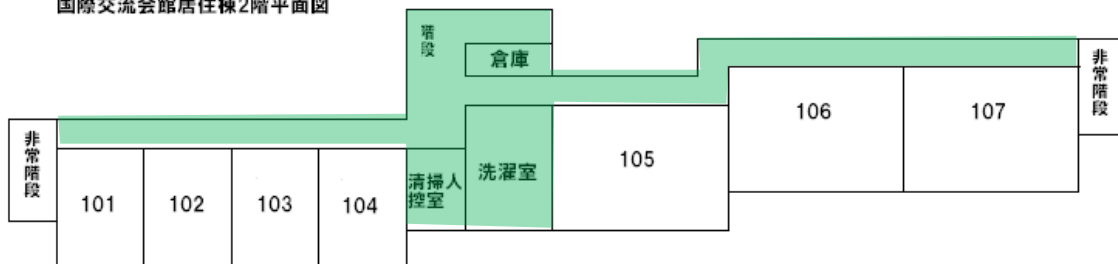 国際交流会館居住棟2階平面図
階段
倉庫
非常階段
106
107
非常階段
105
洗濯室
清掃人
控室
101
102
103
104